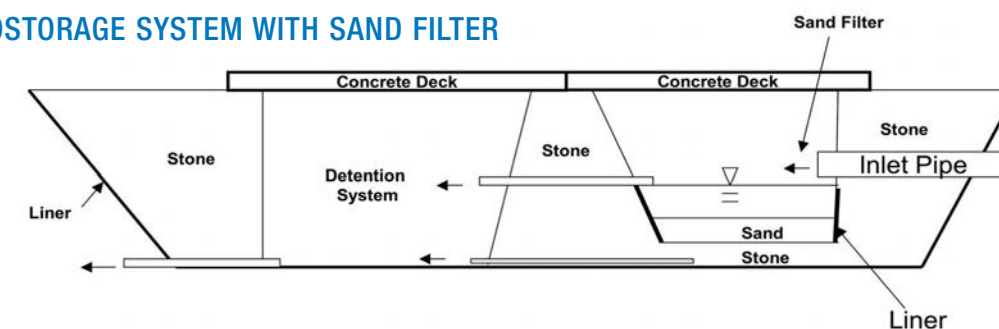 STORAGE SYSTEM WITH SAND FILTER
Sand Filter
Concrete Deck
Concrete Deck
Stone
Stone
Stone
Inlet Pipe
Detention
System
Liner
Sand
Stone
Liner